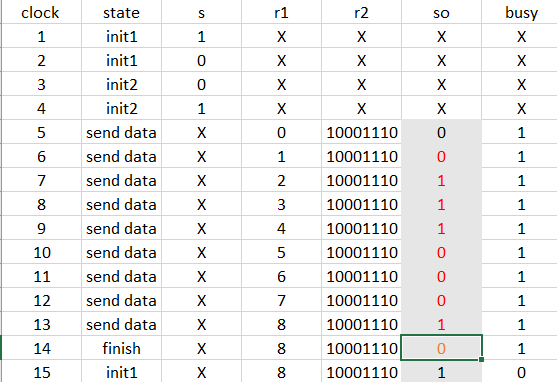 clock state s r1 r2 so busy
1 init1 1 X X X X
2 init1 0 X X X X
3 init2 0 X X X X
4 init2 1 X X X X
5 send data X 0 10001110 0 1
6 send data X 1 10001110 0 1
7 send data X 2 10001110 1 1
8 send data X 3 10001110 1 1
9 send data X 4 10001110 1 1
10 send data X 5 10001110 0 1
11 send data X 6 10001110 0 1
12 send data X 7 10001110 0 1
13 send data X 8 10001110 1 1
14 finish X 8 10001110 0 1
15 init1 X 8 10001110 1 0